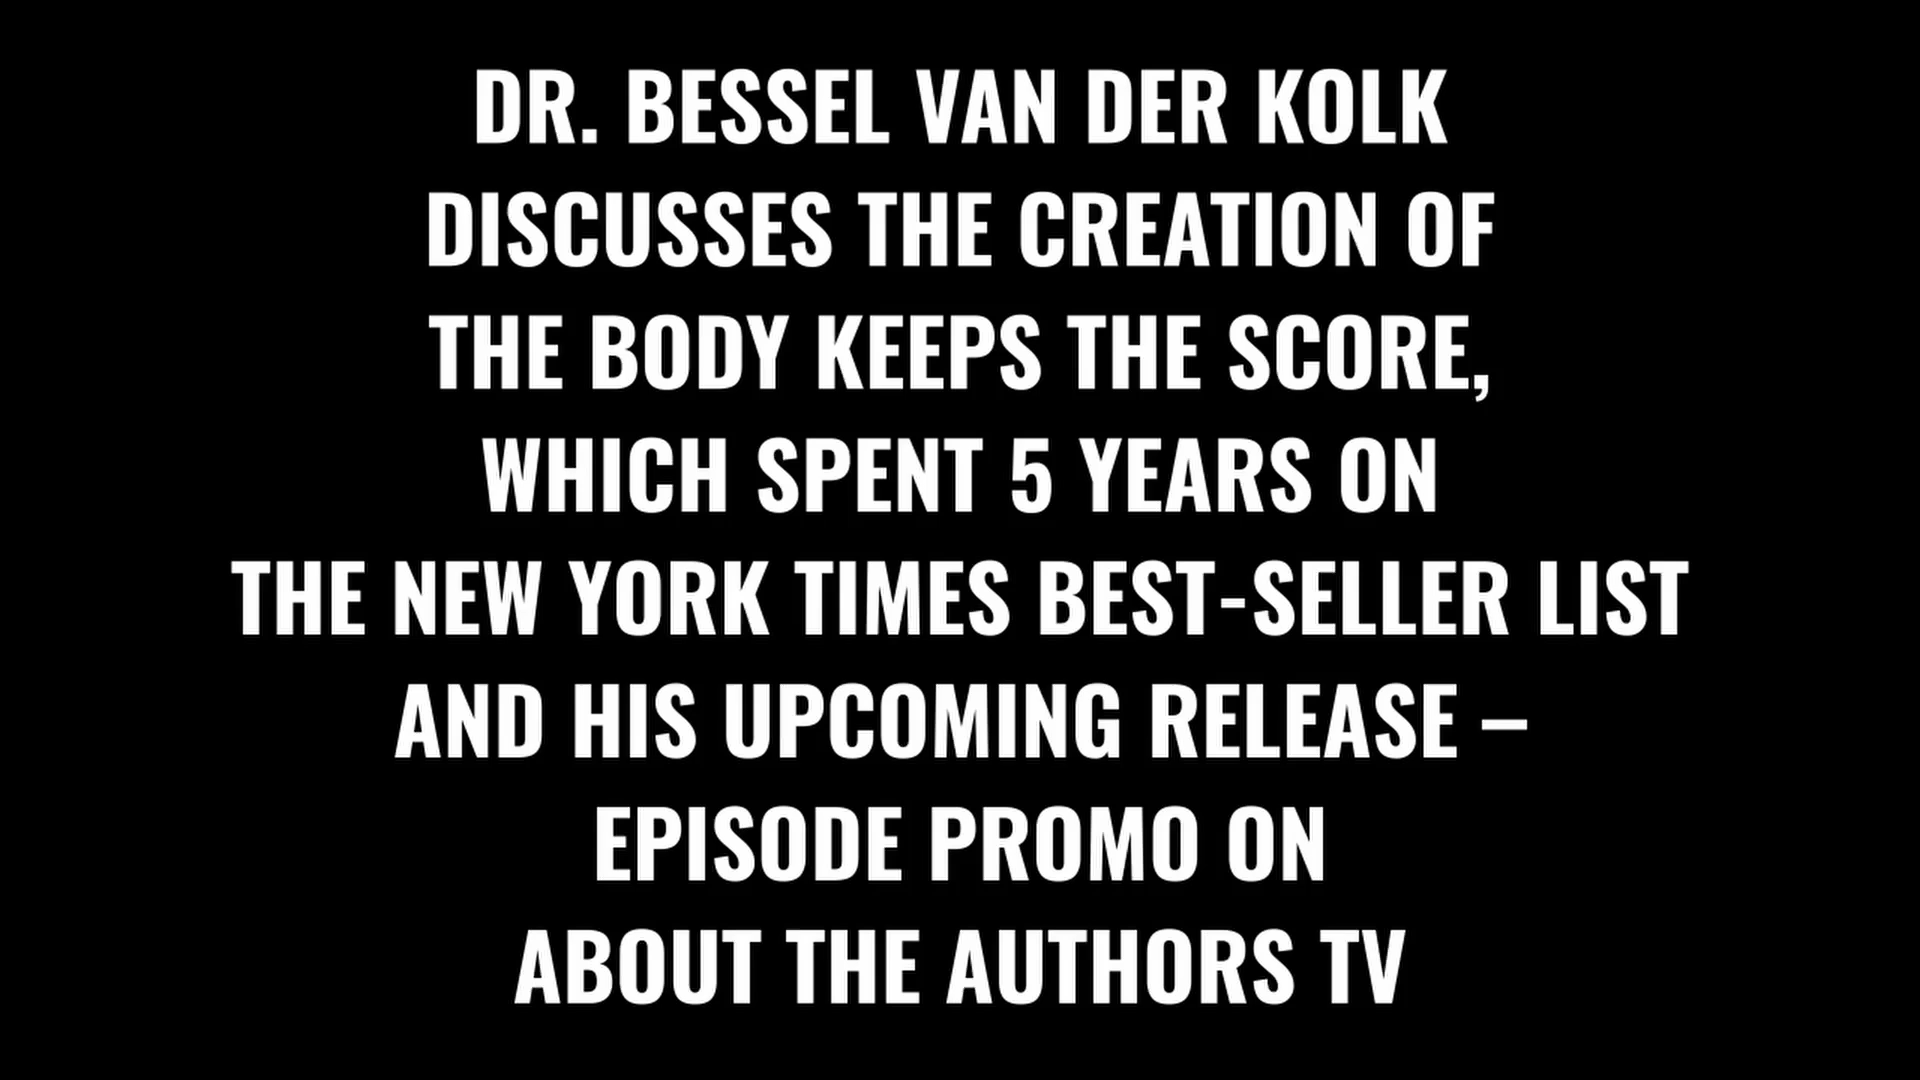 DR. BESSEL VAN DER KOLK
DISCUSSES THE CREATION OF
THE BODY KEEPS THE SCORE,
WHICH SPENT 5 YEARS ON
THE NEW YORK TIMES BEST-SELLER LIST
AND HIS UPCOMING RELEASE –
EPISODE PROMO ON
ABOUT THE AUTHORS TV